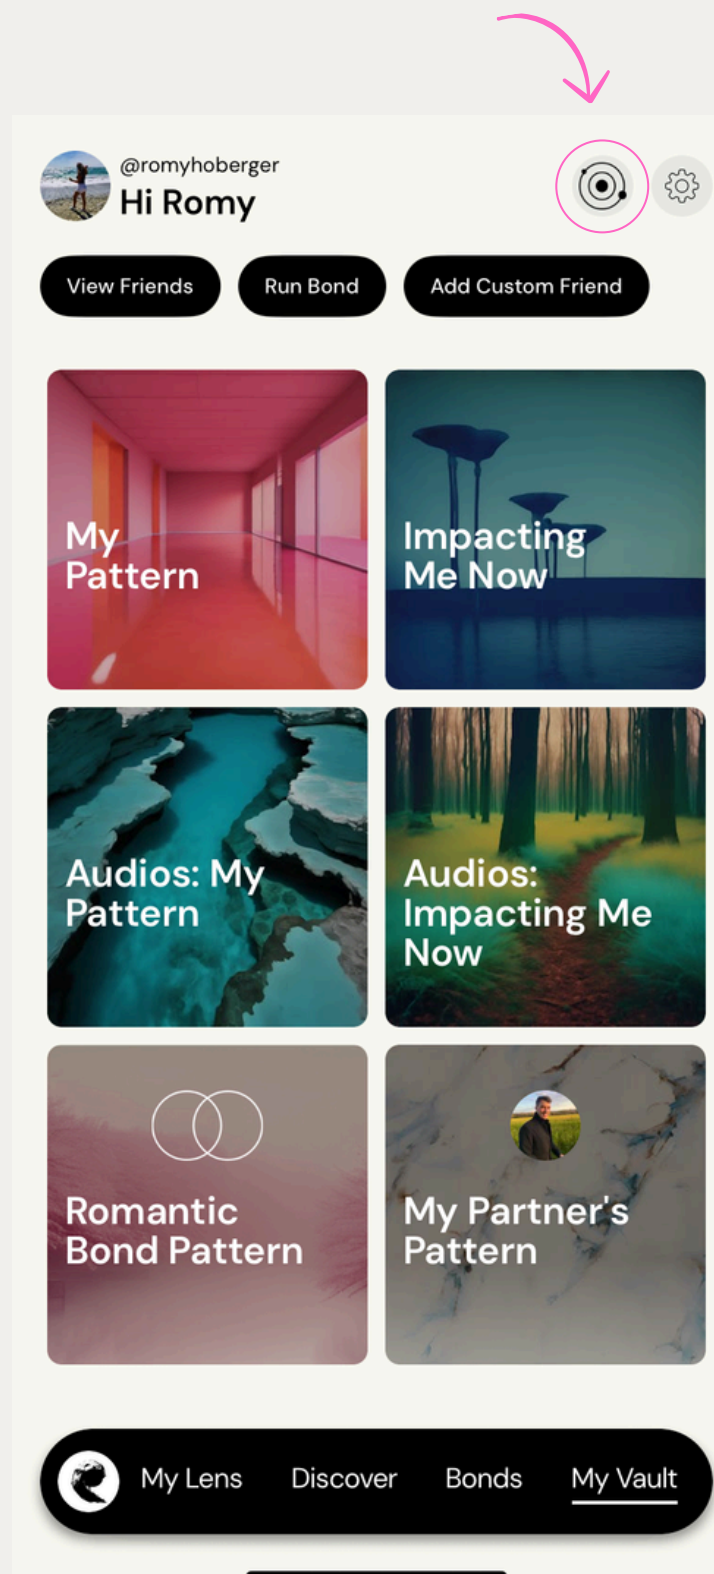 @romyhoberger
Hi Romy
View Friends
Run Bond
Add Custom Friend
My
Pattern
Impacting
Me Now
Audios: My
Pattern
Audios:
Impacting Me
Now
Romantic
Bond Pattern
My Partner's
Pattern
My Lens
Discover
Bonds
My Vault